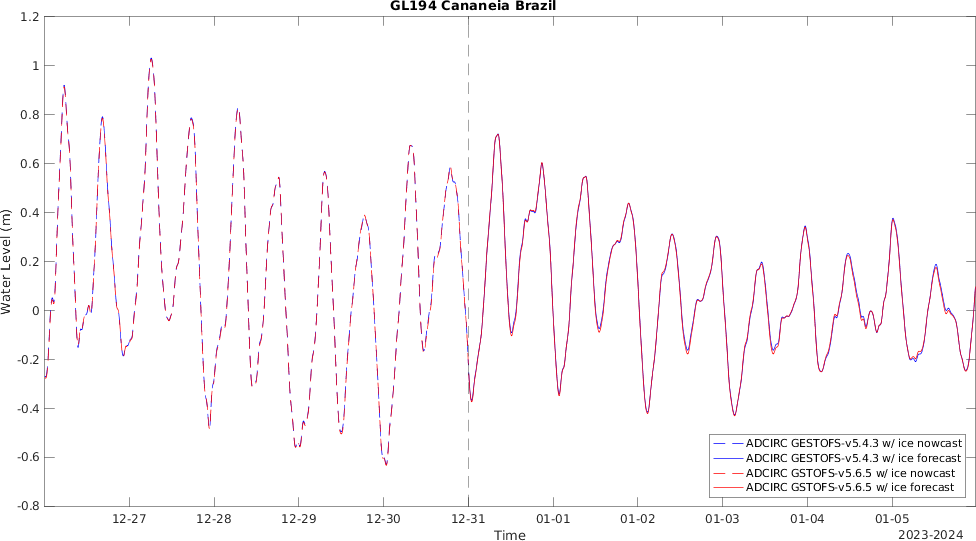 GL194 Cananeia Brazil
Water Level (m)
1.2
1
0.8
0.6
0.4
0.2
0
-0.2
-0.4
-0.6
-0.8
ADCIRC GESTOFS-v5.4.3 w/ ice nowcast
ADCIRC GESTOFS-v5.4.3 w/ ice forecast
ADCIRC GSTOFS-v5.6.5 w/ ice nowcast
ADCIRC GSTOFS-v5.6.5 w/ ice forecast
12-27 12-28 12-29 12-30 12-31 01-01 01-02 01-03 01-04 01-05
Time
2023-2024